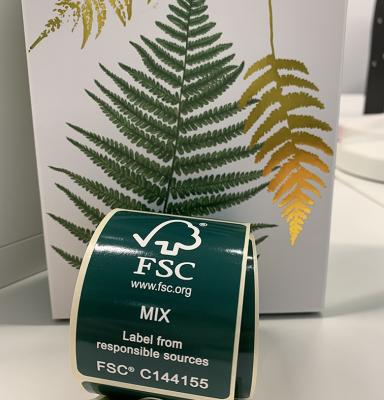 ®
FSC
www.fsc.org
MIX
Label from
responsible sources
FSC® C144155